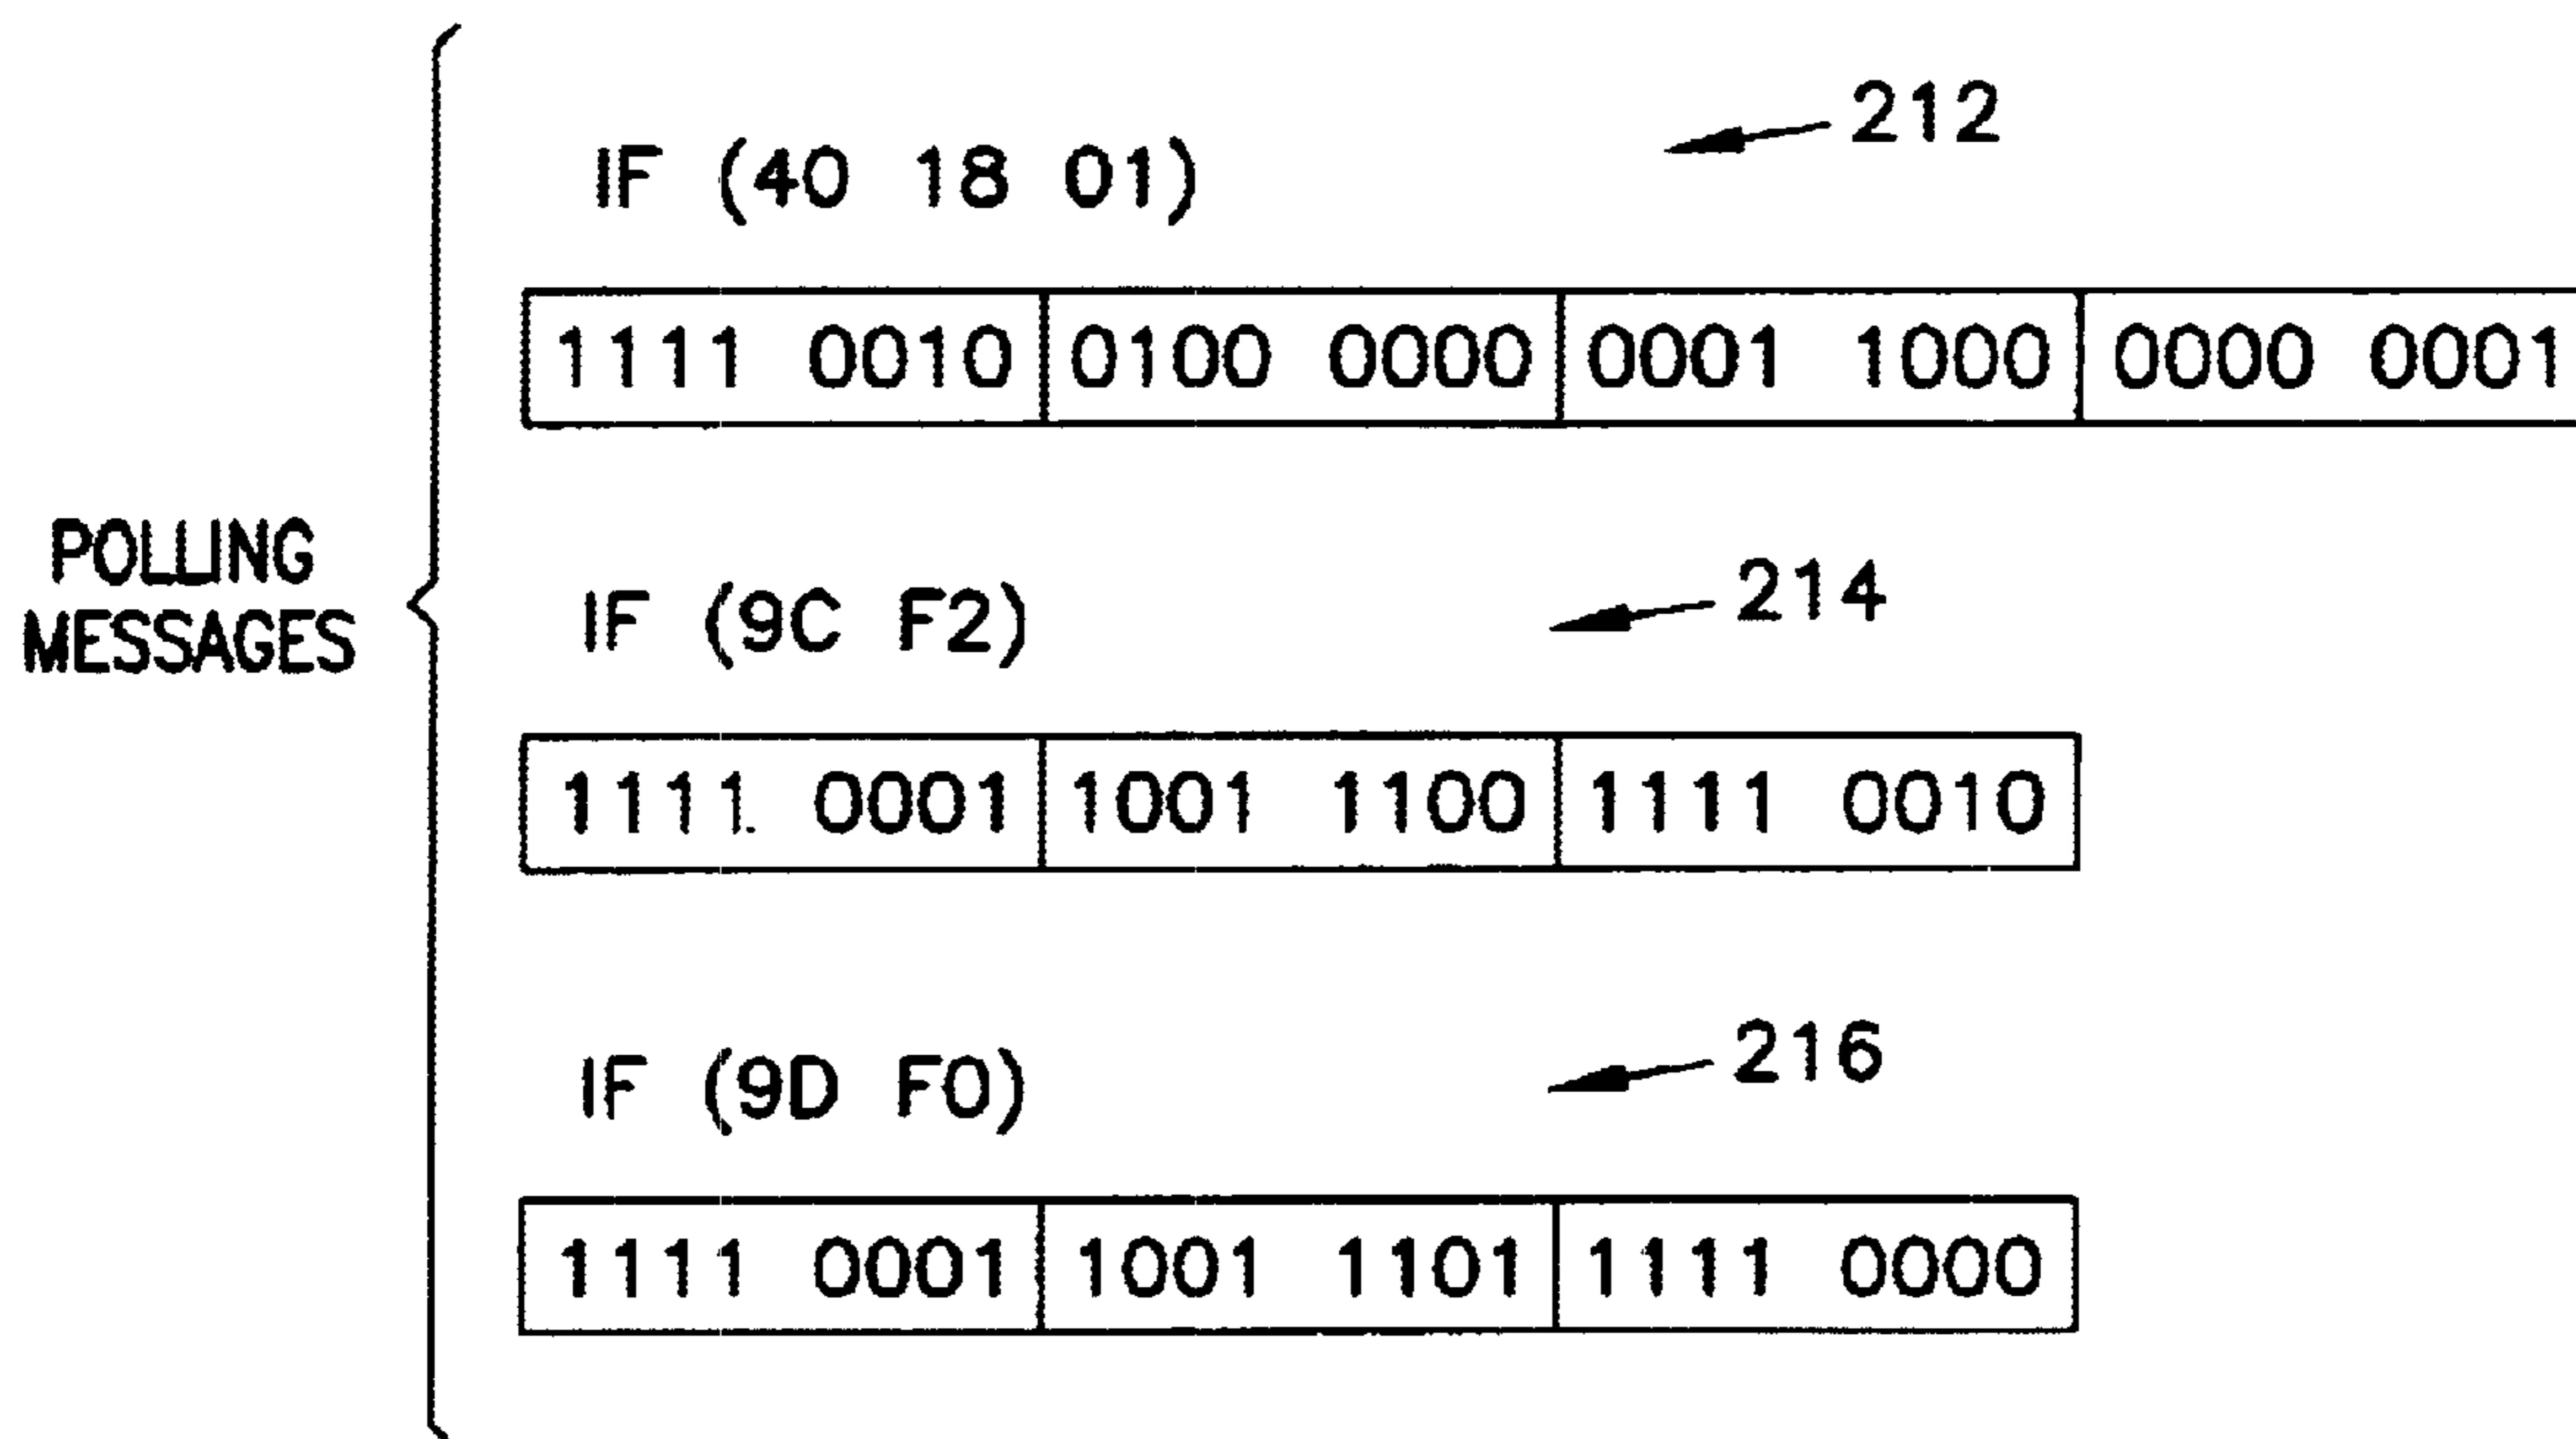 POLLING
MESSAGES
IF (40 18 01)
212
1111 0010 0100 0000 0001 1000 0000 0001
IF (9C F2)
214
1111 0001 1001 1100 1111 0010
IF (9D F0)
216
1111 0001 1001 1101 1111 0000